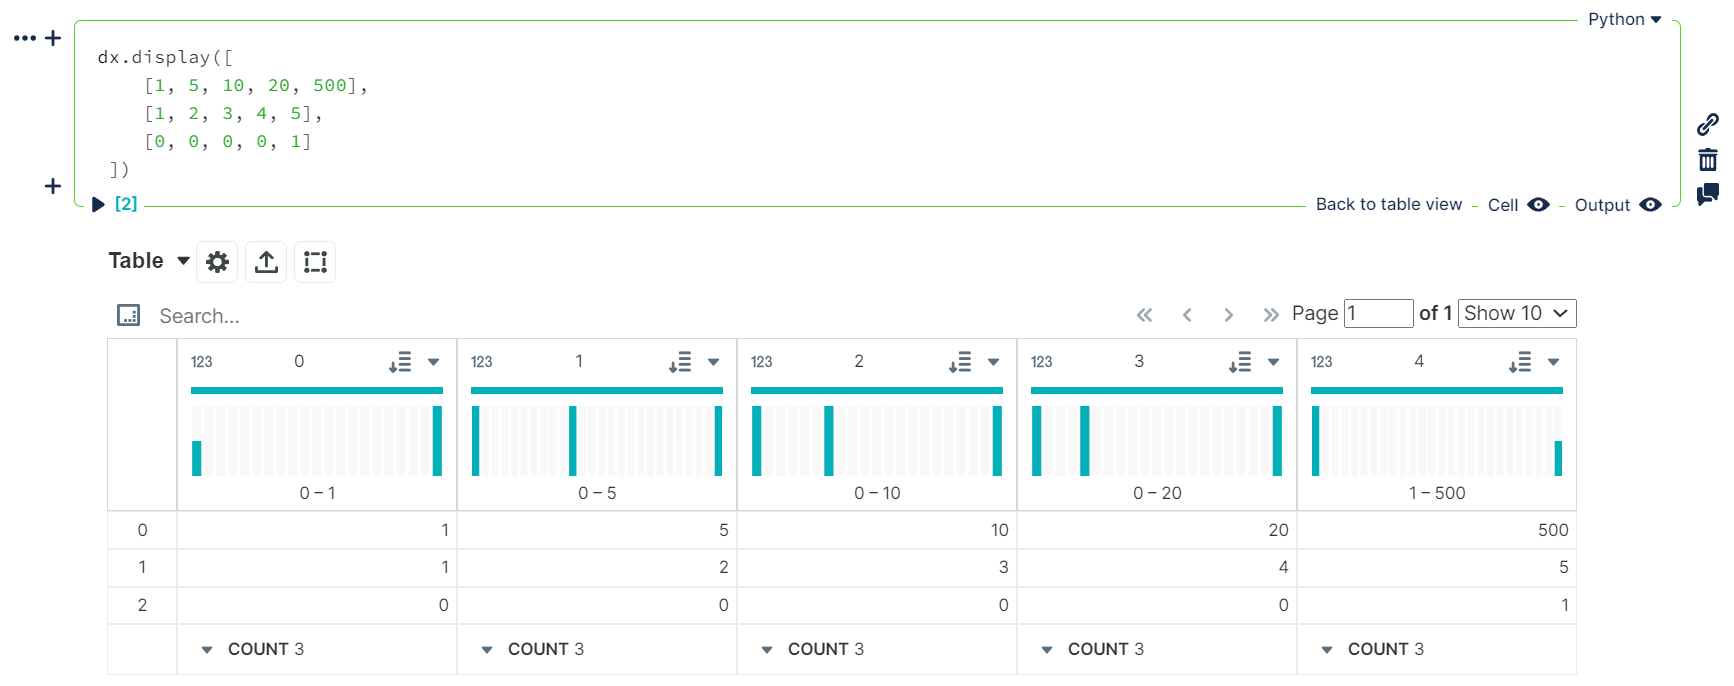 Python
dx.display([
[1, 5, 10, 20, 500],
[1, 2, 3, 4, 5],
[0, 0, 0, 0, 1]
])
[2]
Back to table view – Cell – Output
Table
Search...
Page 1 of 1 Show 10
123 0 123 1 123 2 123 3 123 4
0 – 1 0 – 5 0 – 10 0 – 20 1 – 500
0 1 5 10 20 500
1 1 2 3 4 5
2 0 0 0 0 1
COUNT 3 COUNT 3 COUNT 3 COUNT 3 COUNT 3